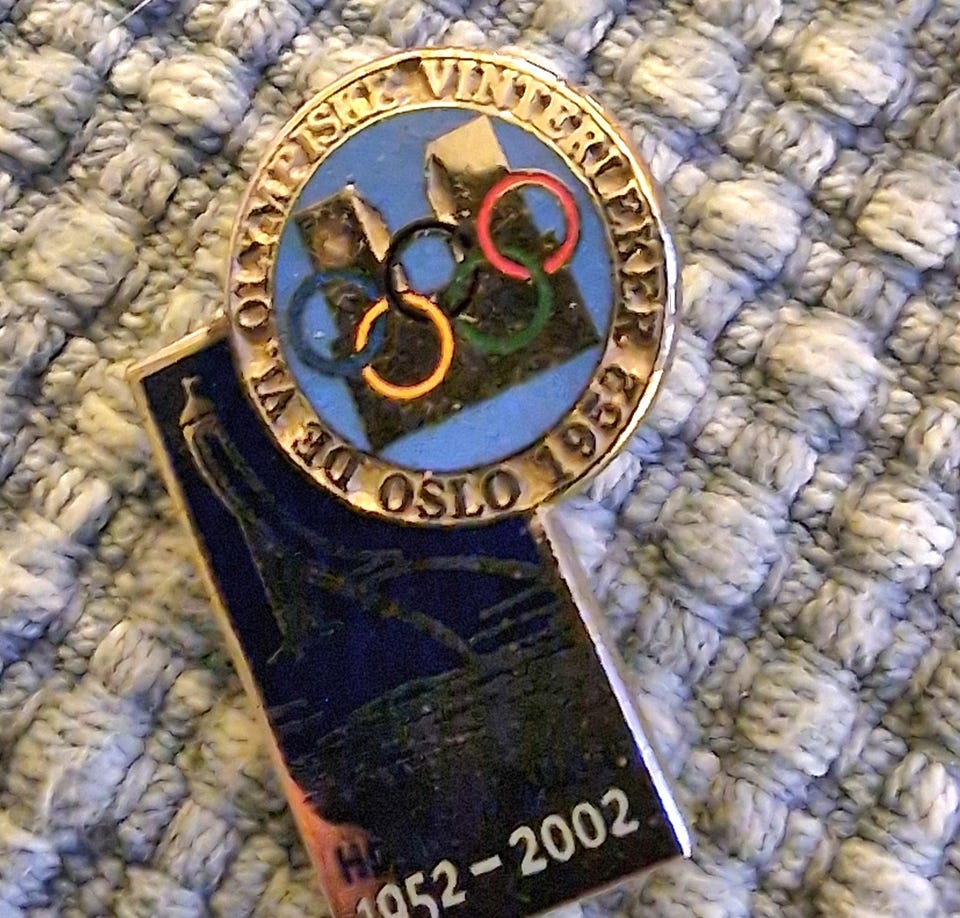 DE VI. OLYMPISKE VINTERLEKER OSLO 1952
1952-2002